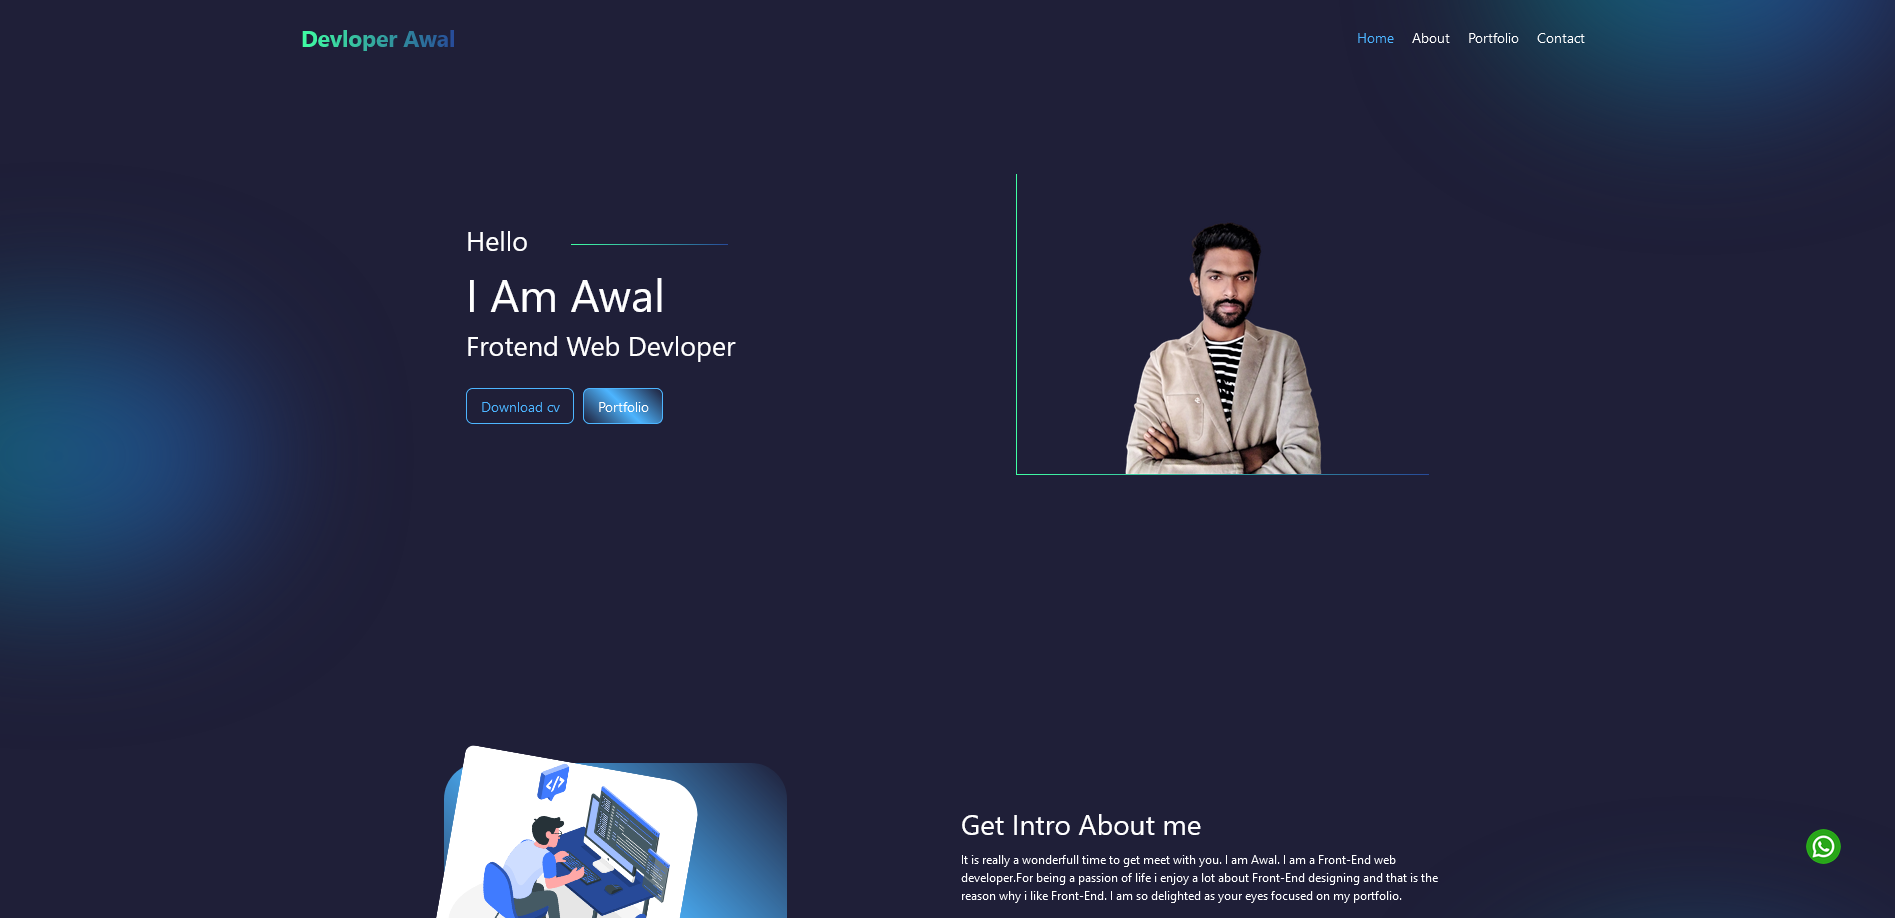 Devloper Awal
Home About Portfolio Contact
Hello
I Am Awal
Frotend Web Devloper
Download cv Portfolio
Get Intro About me
It is really a wonderfull time to get meet with you. I am Awal. I am a Front-End web
developer.For being a passion of life i enjoy a lot about Front-End designing and that is the
reason why i like Front-End. I am so delighted as your eyes focused on my portfolio.